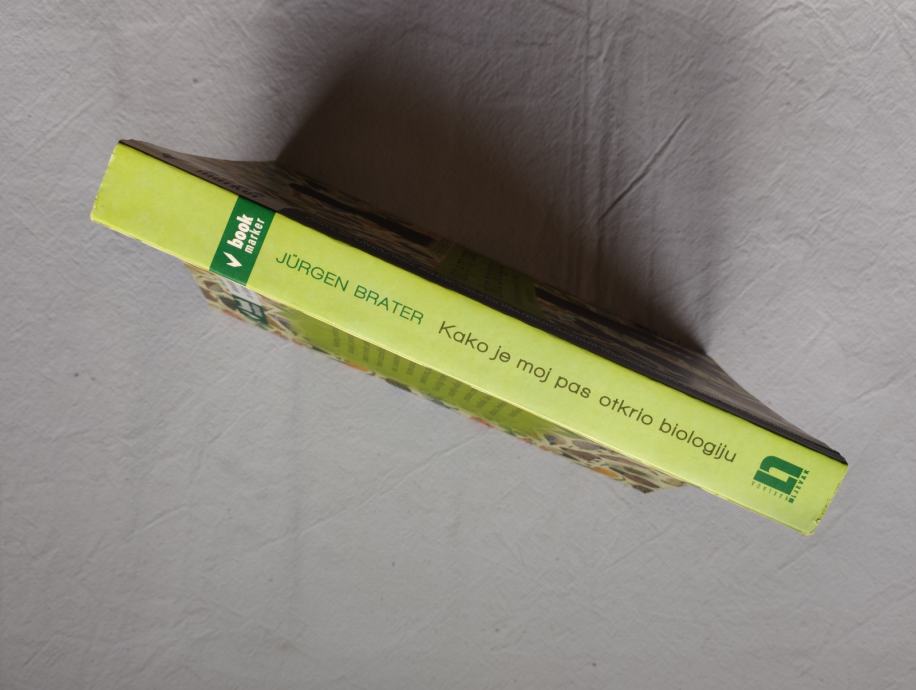 book
marker
JÜRGEN BRATER Kako je moj pas otkrio biologiju